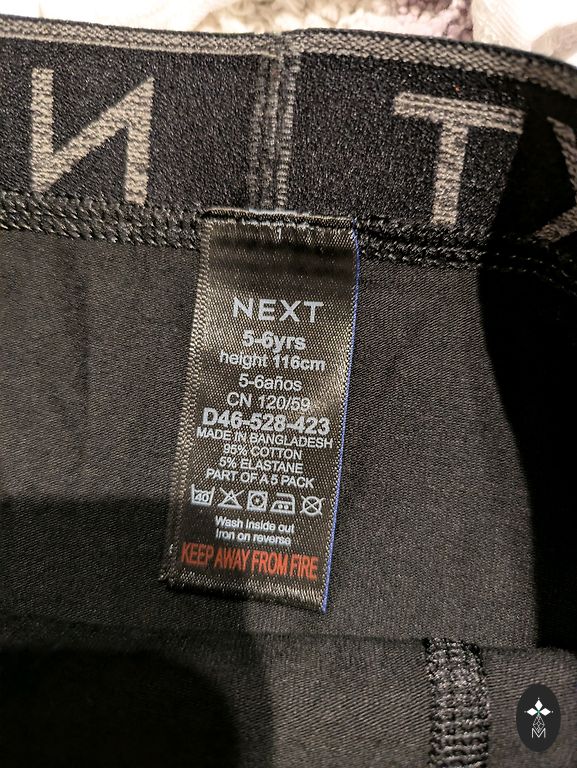 N
T
NEXT
5-6yrs
height 116cm
5-6años
CN 120/59
D46-528-423
MADE IN BANGLADESH
95% COTTON
5% ELASTANE
PART OF A 5 PACK
40
Wash inside out
Iron on reverse
KEEP AWAY FROM FIRE
M